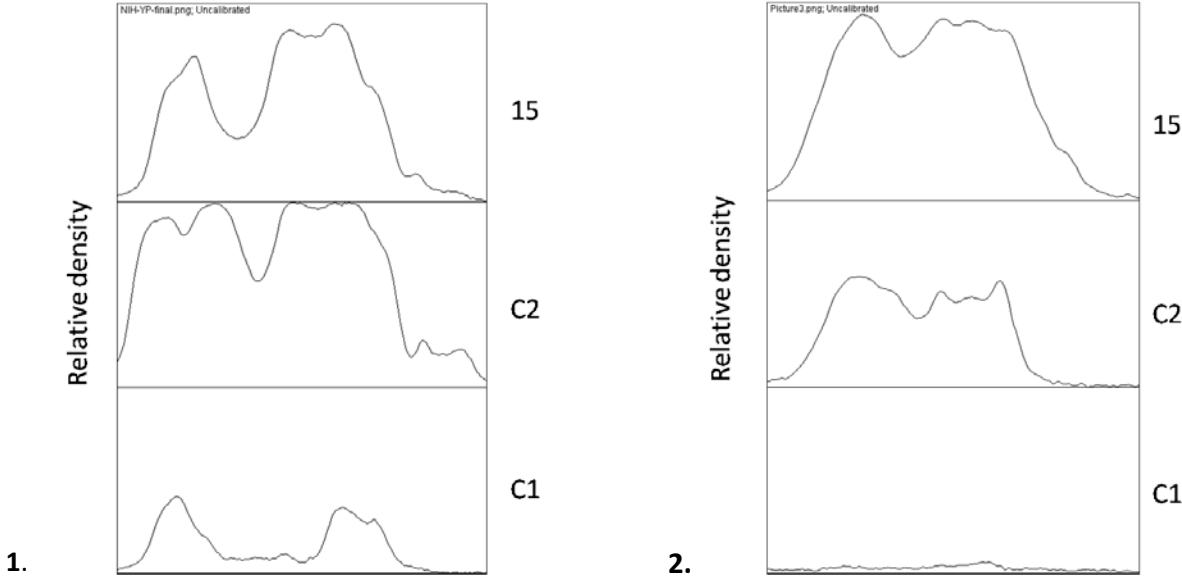 NIH-YP-final.png; Uncalibrated
15
Relative density
C2
C1
1.
Picture3.png; Uncalibrated
15
Relative density
C2
C1
2.